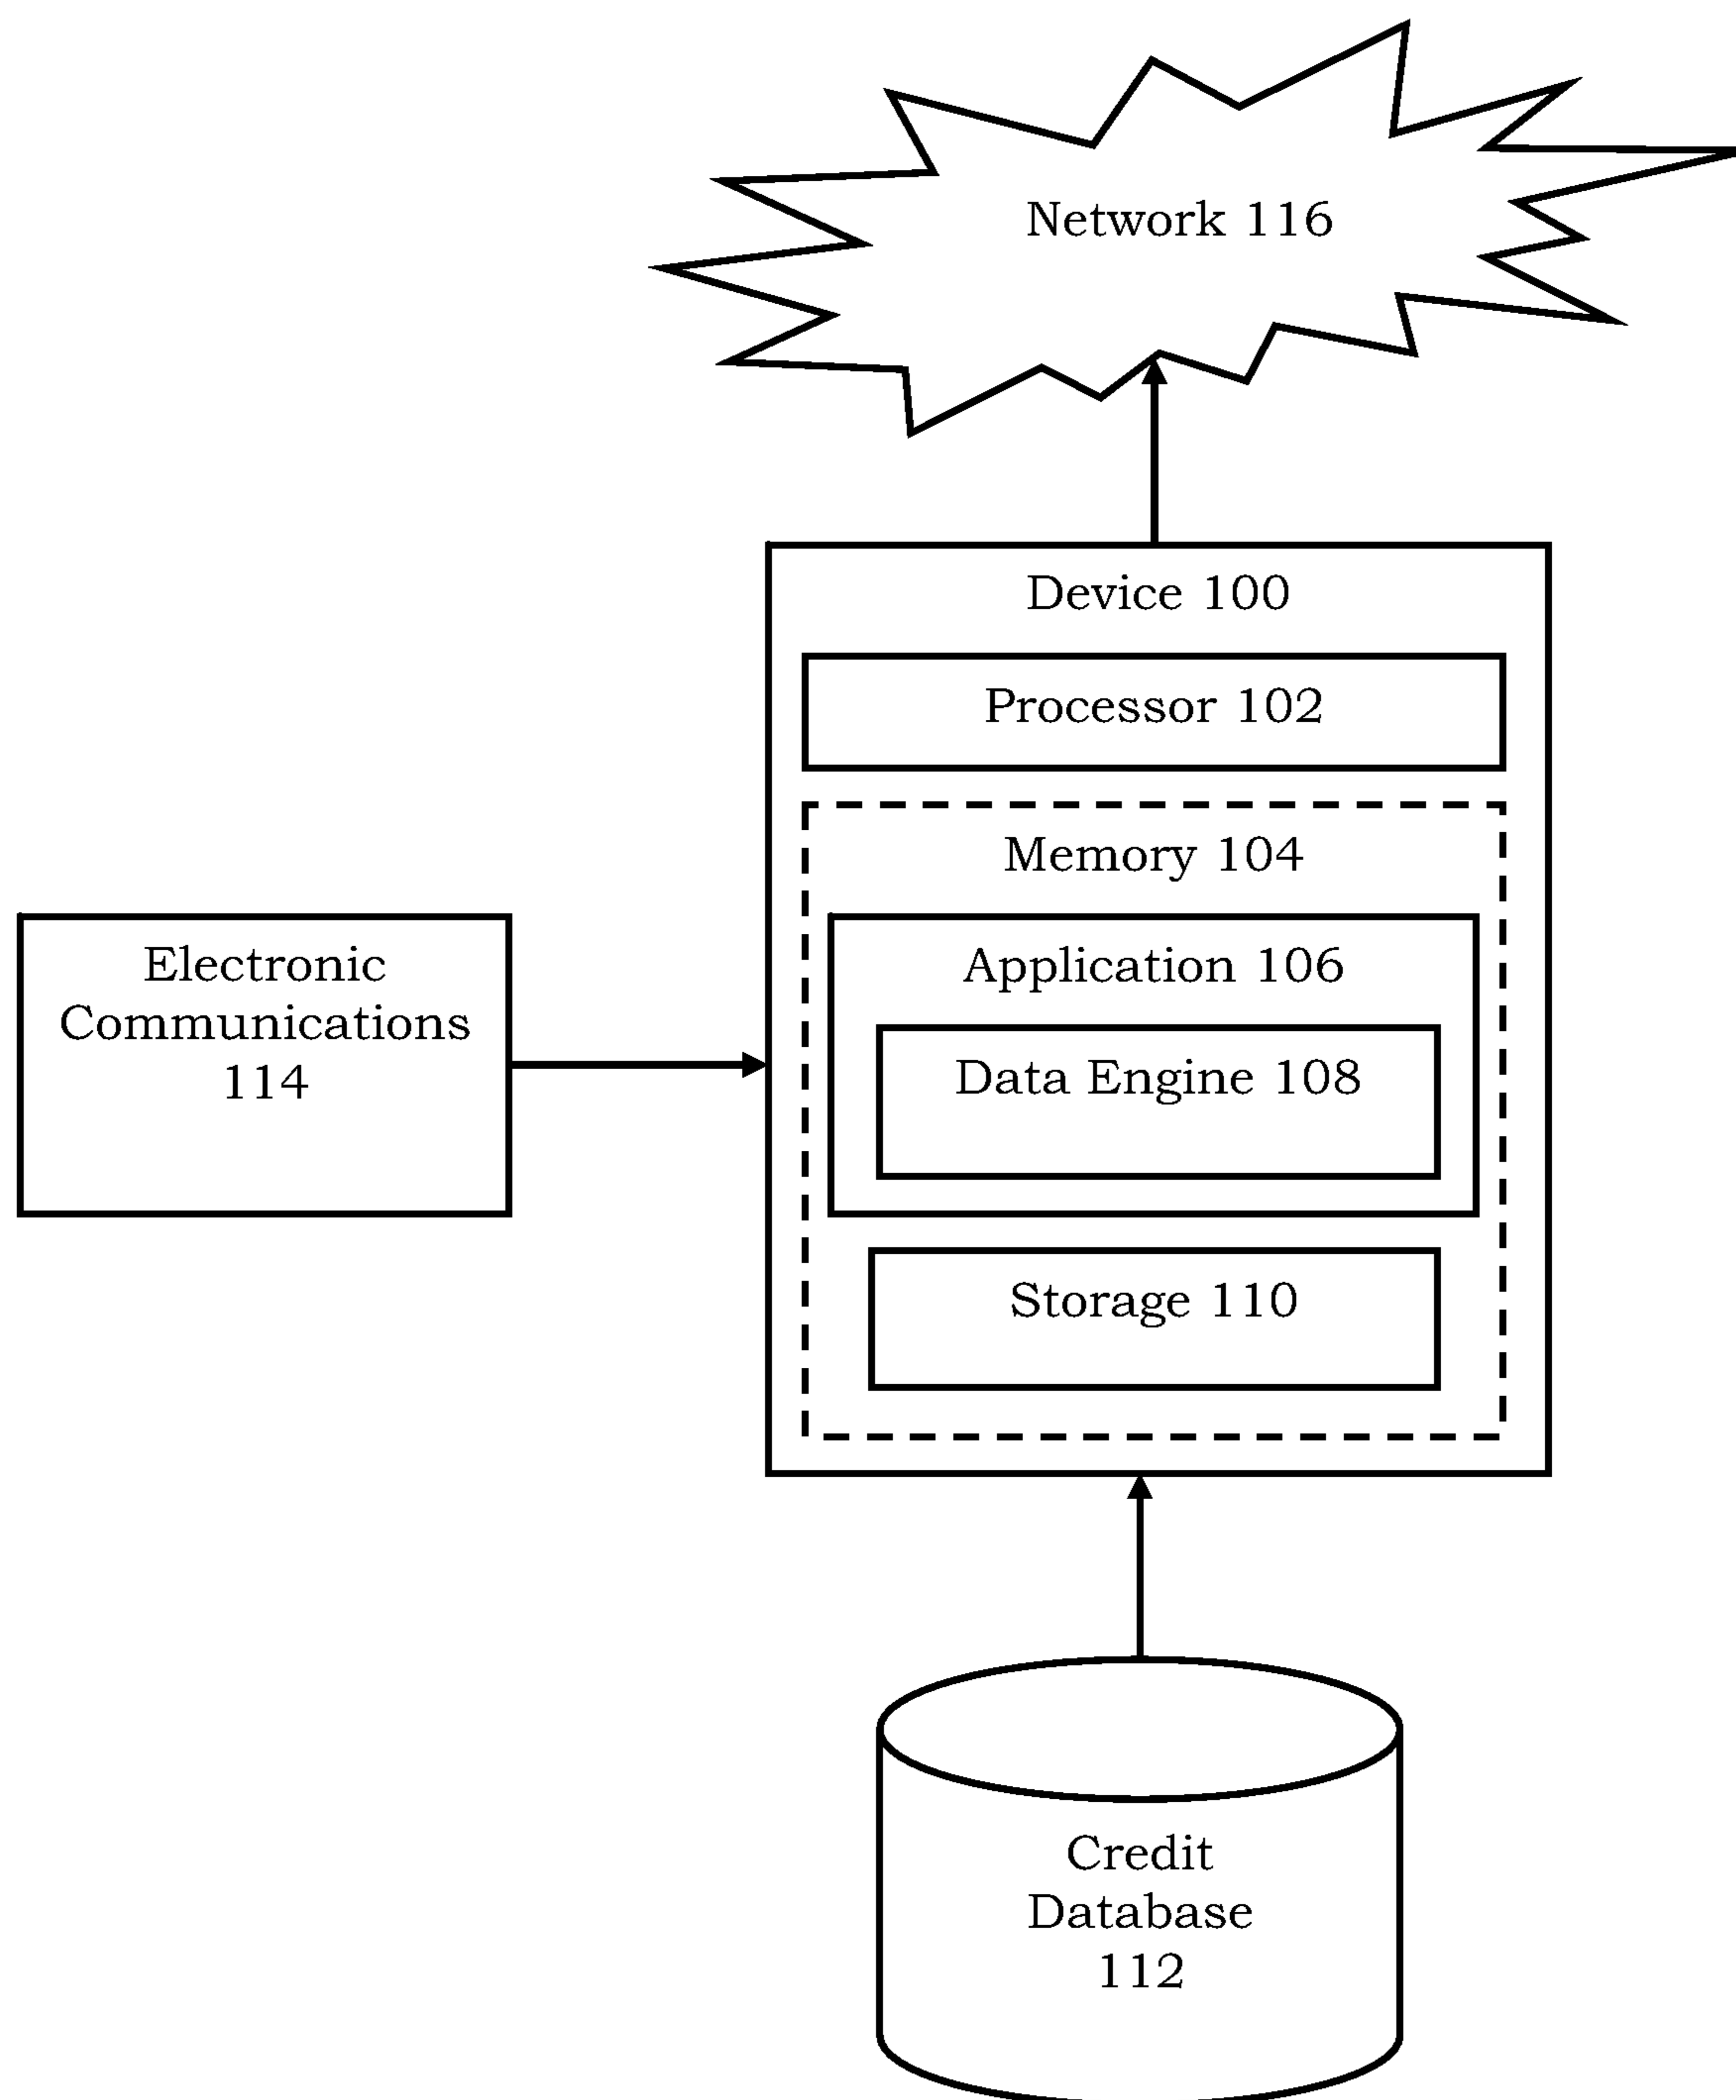 Network 116
Device 100
Processor 102
Memory 104
Application 106
Data Engine 108
Storage 110
Electronic
Communications
114
Credit
Database
112